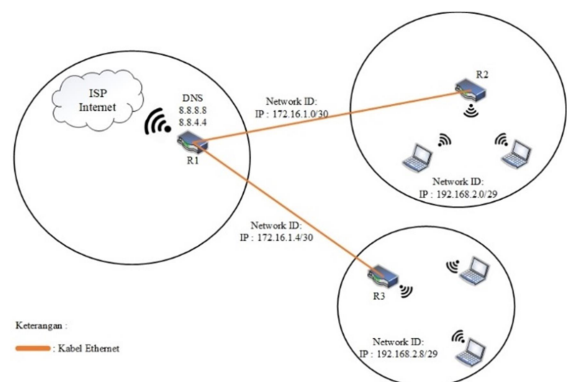 ISP
Internet
DNS
8.8.8.8
8.8.4.4
R1
Network ID:
IP : 172.16.1.0/30
R2
Network ID:
IP : 192.168.2.0/29
Network ID:
IP : 172.16.1.4/30
R3
Network ID:
IP : 192.168.2.8/29
Keterangan :
: Kabel Ethernet